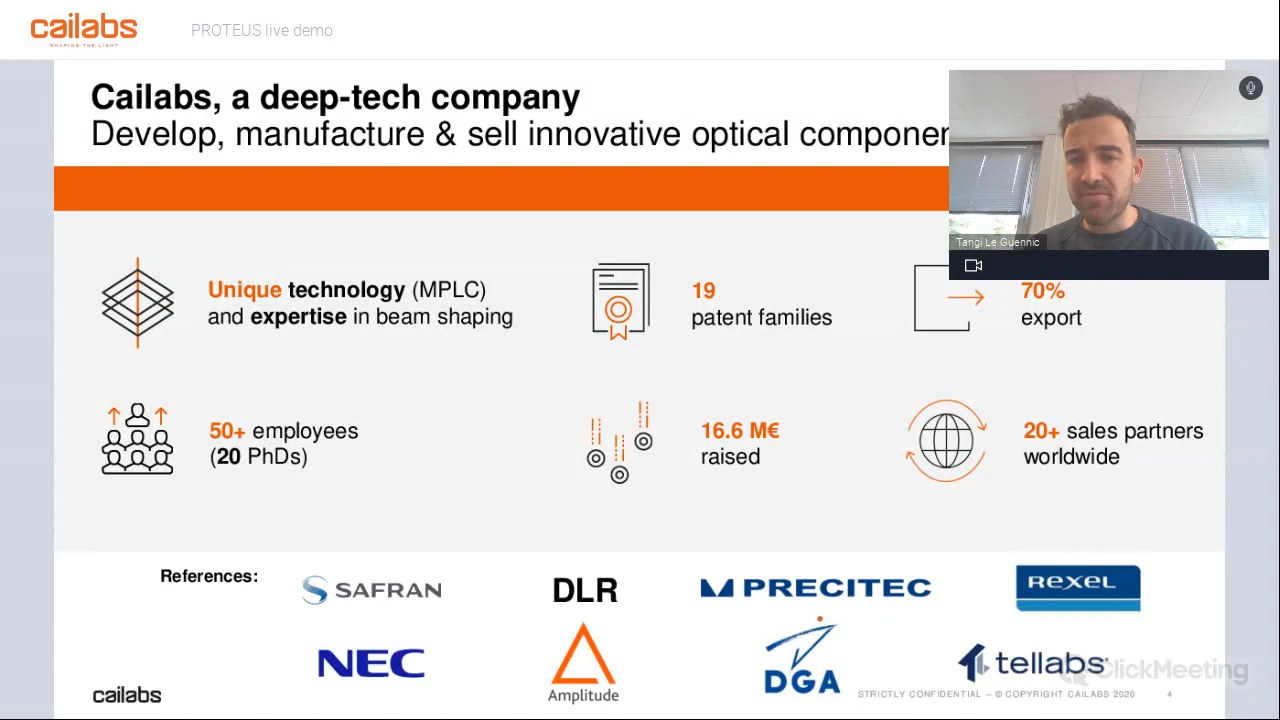 cailabs
SHAPING THE LIGHT
PROTEUS live demo
Cailabs, a deep-tech company
Develop, manufacture & sell innovative optical componen
Tangi Le Guennic
Unique technology (MPLC)
and expertise in beam shaping
19
patent families
70%
export
50+ employees
(20 PhDs)
16.6 M€
raised
20+ sales partners
worldwide
References:
SAFRAN
DLR
PRECITEC
REXEL
NEC
Amplitude
DGA
tellabs
ClickMeeting
cailabs
STRICTLY CONFIDENTIAL – © COPYRIGHT CAILABS 2020
4